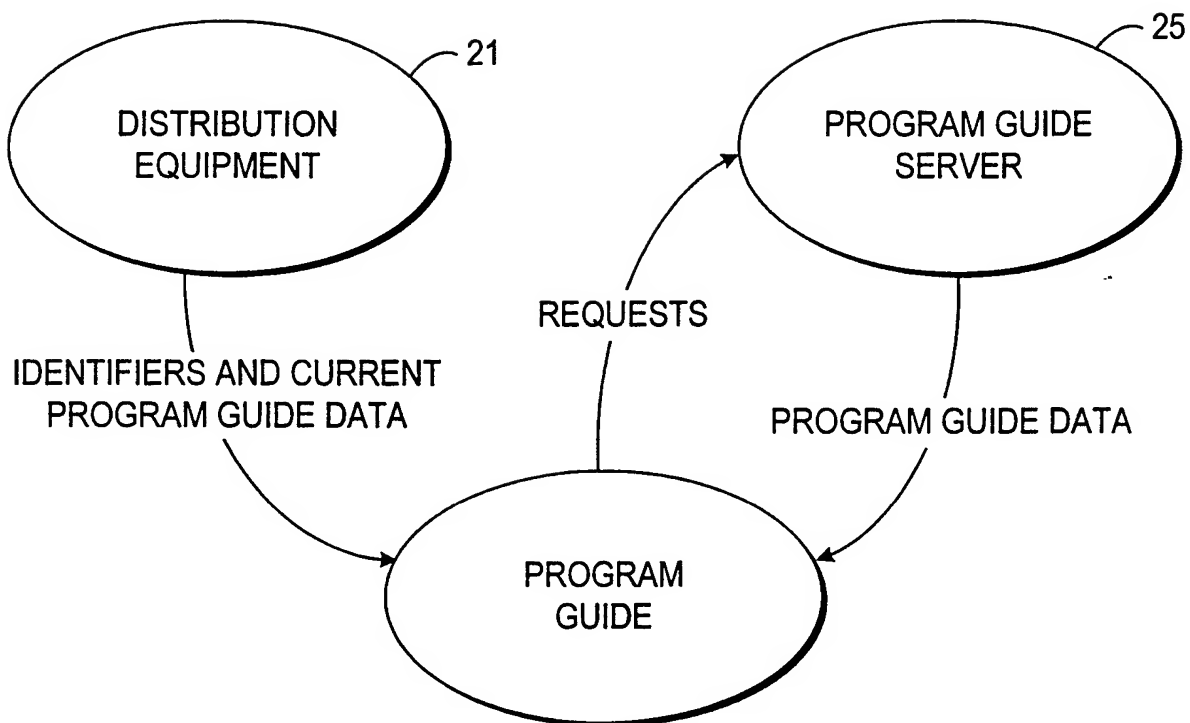 21
DISTRIBUTION
EQUIPMENT
25
PROGRAM GUIDE
SERVER
REQUESTS
IDENTIFIERS AND CURRENT
PROGRAM GUIDE DATA
PROGRAM GUIDE DATA
PROGRAM
GUIDE